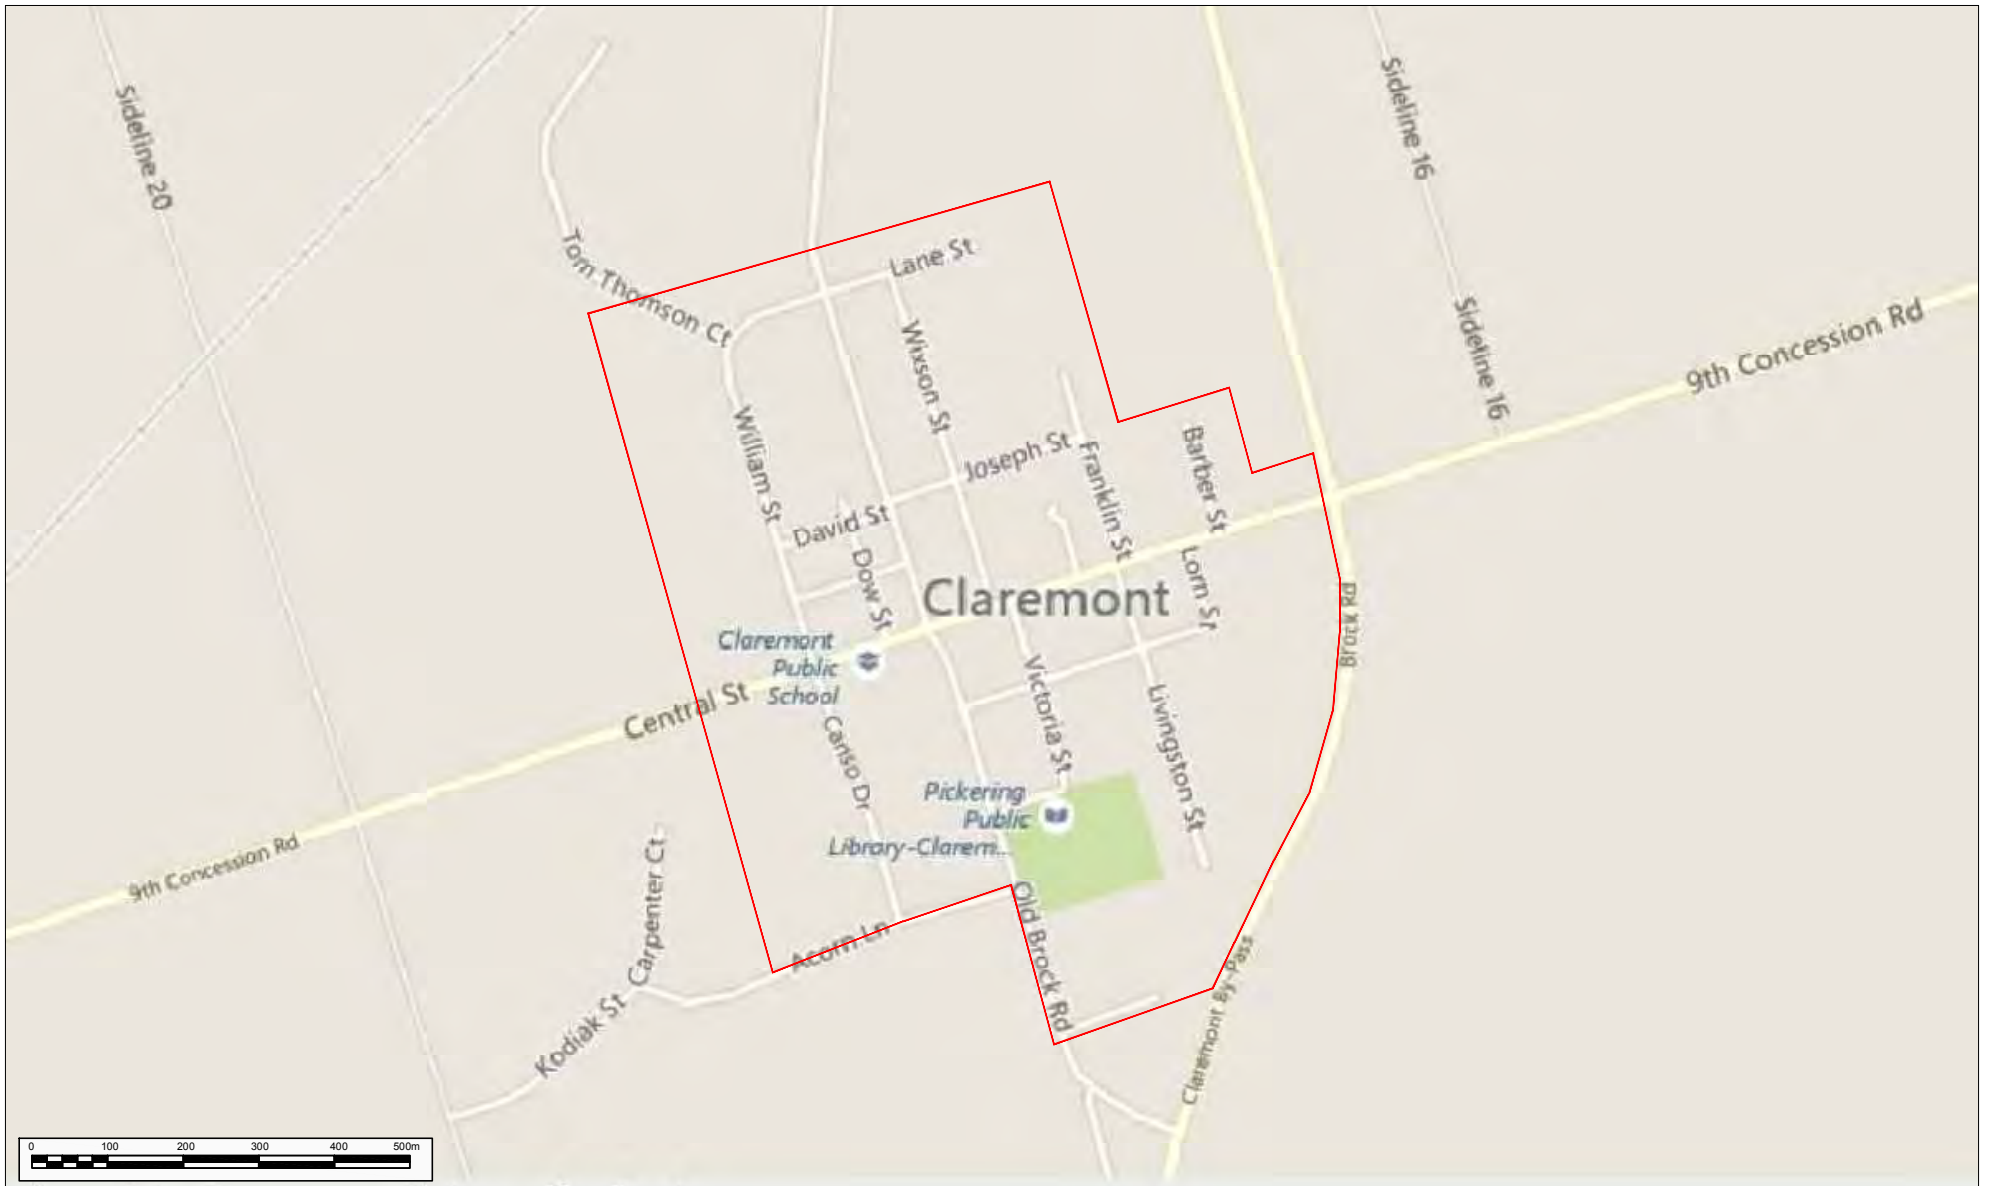 Sideline 20
Sideline 16
Tom Thomson Ct
Lane St
Sideline 16
9th Concession Rd
Wixson St
William St
Joseph St
Franklin St
Barber St
David St
Dow St
Lorn St
Claremont
Brock Rd
Claremont
Public
School
Central St
Victoria St
Livingston St
Canso Dr
Pickering
Public
Library-Clarem...
9th Concession Rd
Carpenter Ct
Acorn Ln
Old Brock Rd
Kodiak St
Claremont By-Pass
0 100 200 300 400 500m